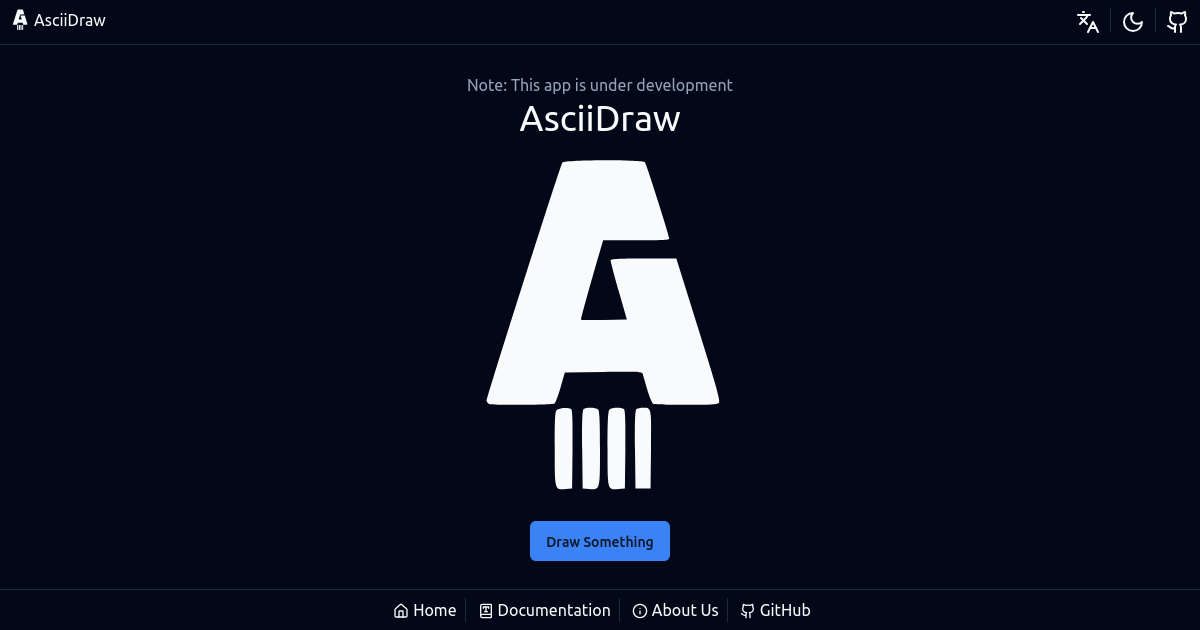 AsciiDraw
Note: This app is under development
AsciiDraw
Draw Something
Home Documentation About Us GitHub